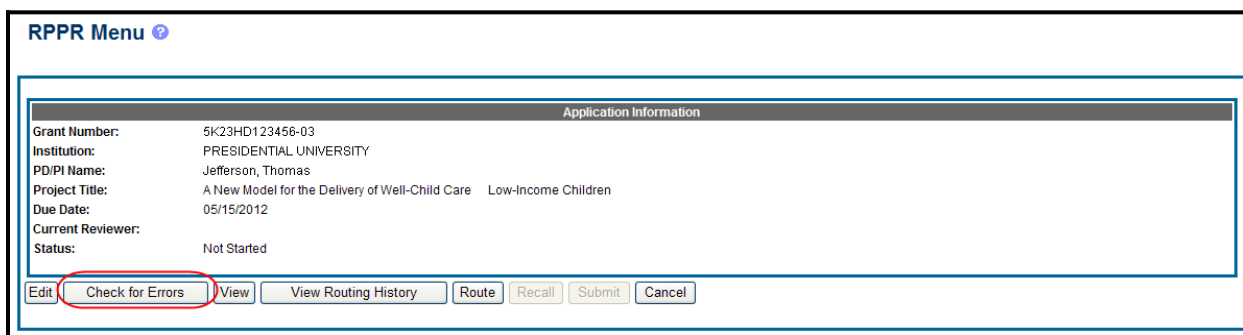 RPPR Menu ?
Application Information
Grant Number: 5K23HD123456-03
Institution: PRESIDENTIAL UNIVERSITY
PD/PI Name: Jefferson, Thomas
Project Title: A New Model for the Delivery of Well-Child Care Low-Income Children
Due Date: 05/15/2012
Current Reviewer:
Status: Not Started
Edit Check for Errors View View Routing History Route Recall Submit Cancel